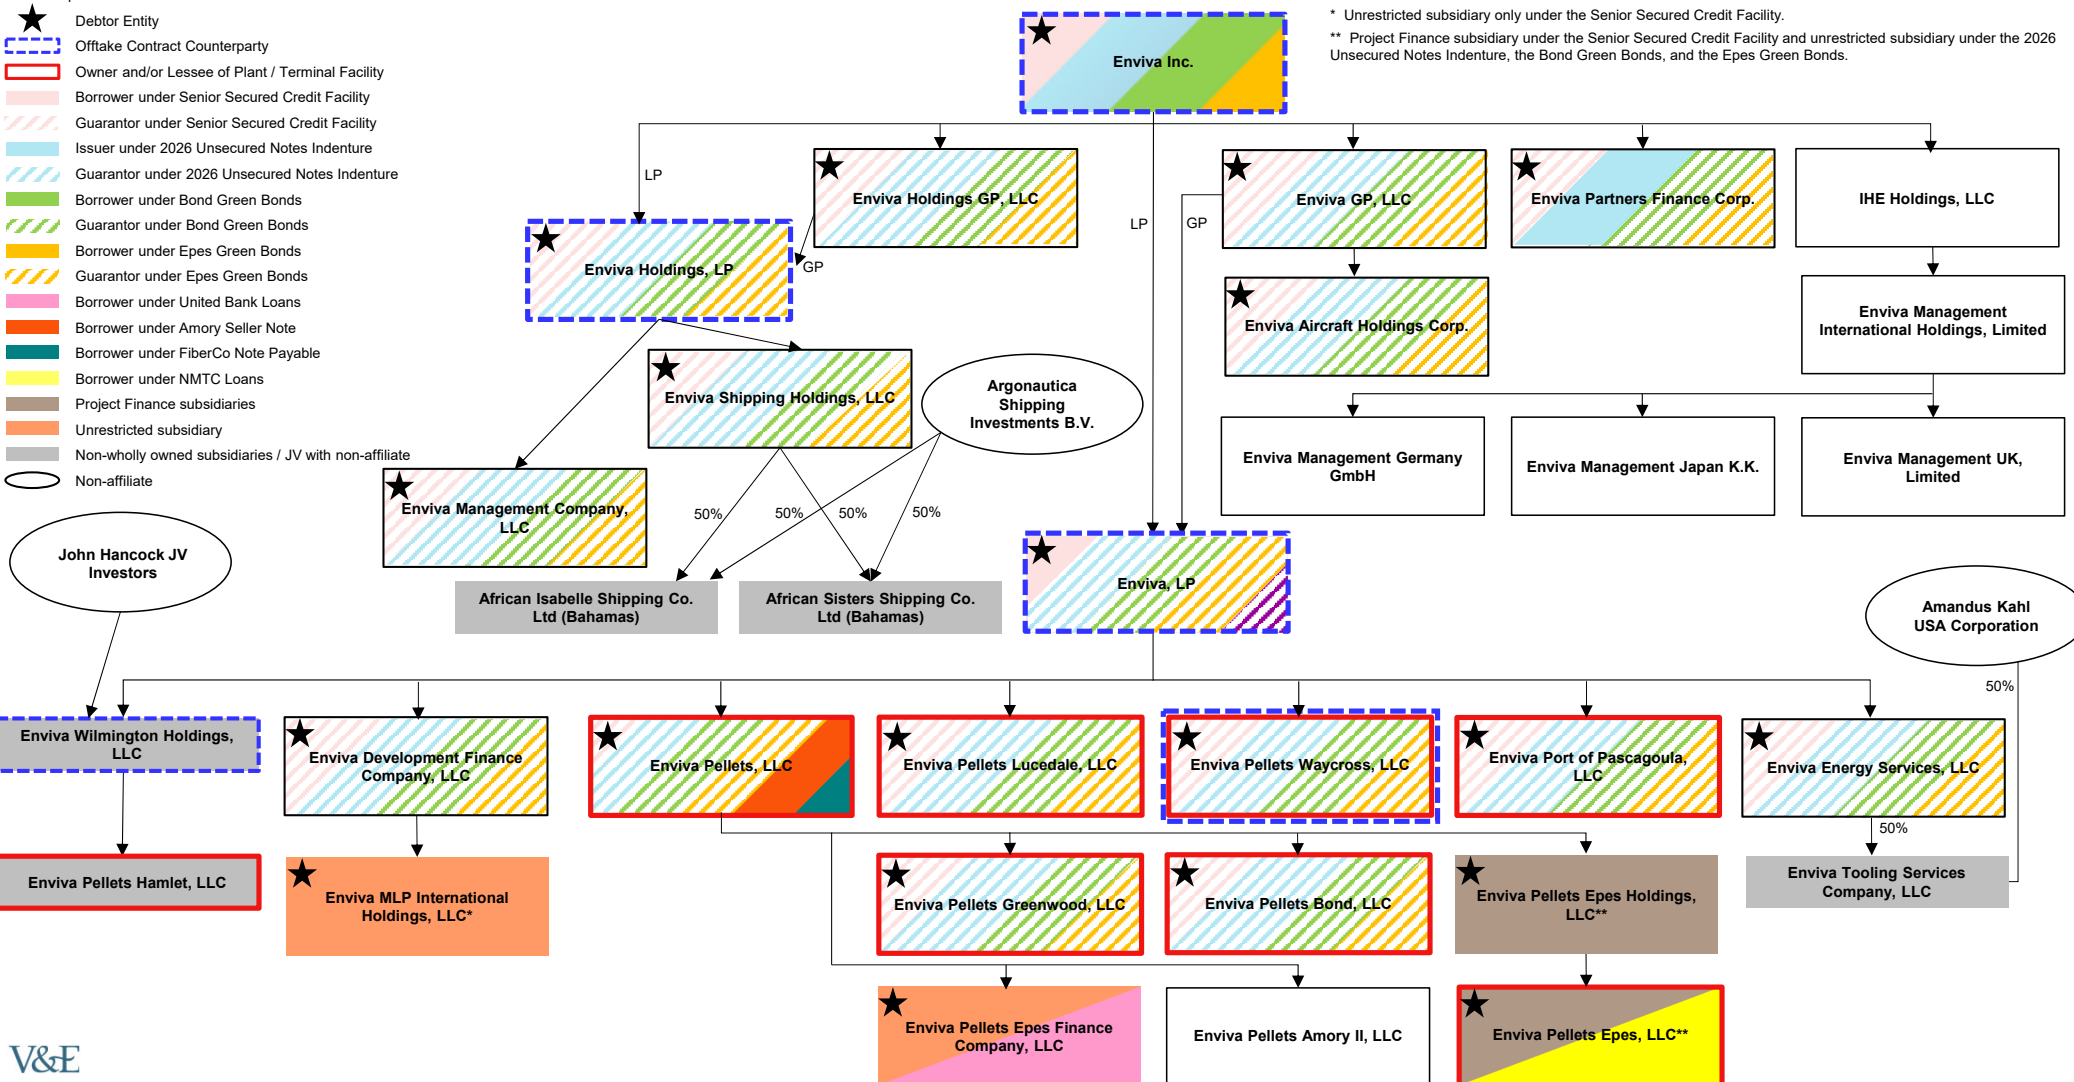 Debtor Entity
Offtake Contract Counterparty
Owner and/or Lessee of Plant / Terminal Facility
Borrower under Senior Secured Credit Facility
Guarantor under Senior Secured Credit Facility
Issuer under 2026 Unsecured Notes Indenture
Guarantor under 2026 Unsecured Notes Indenture
Borrower under Bond Green Bonds
Guarantor under Bond Green Bonds
Borrower under Epes Green Bonds
Guarantor under Epes Green Bonds
Borrower under United Bank Loans
Borrower under Amory Seller Note
Borrower under FiberCo Note Payable
Borrower under NMTC Loans
Project Finance subsidiaries
Unrestricted subsidiary
Non-wholly owned subsidiaries / JV with non-affiliate
Non-affiliate
* Unrestricted subsidiary only under the Senior Secured Credit Facility.
** Project Finance subsidiary under the Senior Secured Credit Facility and unrestricted subsidiary under the 2026
Unsecured Notes Indenture, the Bond Green Bonds, and the Epes Green Bonds.
Enviva Inc.
LP
Enviva Holdings GP, LLC
Enviva GP, LLC
Enviva Partners Finance Corp.
IHE Holdings, LLC
LP
GP
Enviva Holdings, LP
GP
Enviva Aircraft Holdings Corp.
Enviva Management
International Holdings, Limited
Enviva Shipping Holdings, LLC
Argonautica
Shipping
Investments B.V.
Enviva Management Germany
GmbH
Enviva Management Japan K.K.
Enviva Management UK,
Limited
Enviva Management Company,
LLC
50%
50%
50%
50%
John Hancock JV
Investors
African Isabelle Shipping Co.
Ltd (Bahamas)
African Sisters Shipping Co.
Ltd (Bahamas)
Enviva, LP
Amandus Kahl
USA Corporation
50%
Enviva Wilmington Holdings,
LLC
Enviva Development Finance
Company, LLC
Enviva Pellets, LLC
Enviva Pellets Lucedale, LLC
Enviva Pellets Waycross, LLC
Enviva Port of Pascagoula,
LLC
Enviva Energy Services, LLC
50%
Enviva Pellets Hamlet, LLC
Enviva MLP International
Holdings, LLC*
Enviva Pellets Greenwood, LLC
Enviva Pellets Bond, LLC
Enviva Pellets Epes Holdings,
LLC**
Enviva Tooling Services
Company, LLC
Enviva Pellets Epes Finance
Company, LLC
Enviva Pellets Amory II, LLC
Enviva Pellets Epes, LLC**
V&E